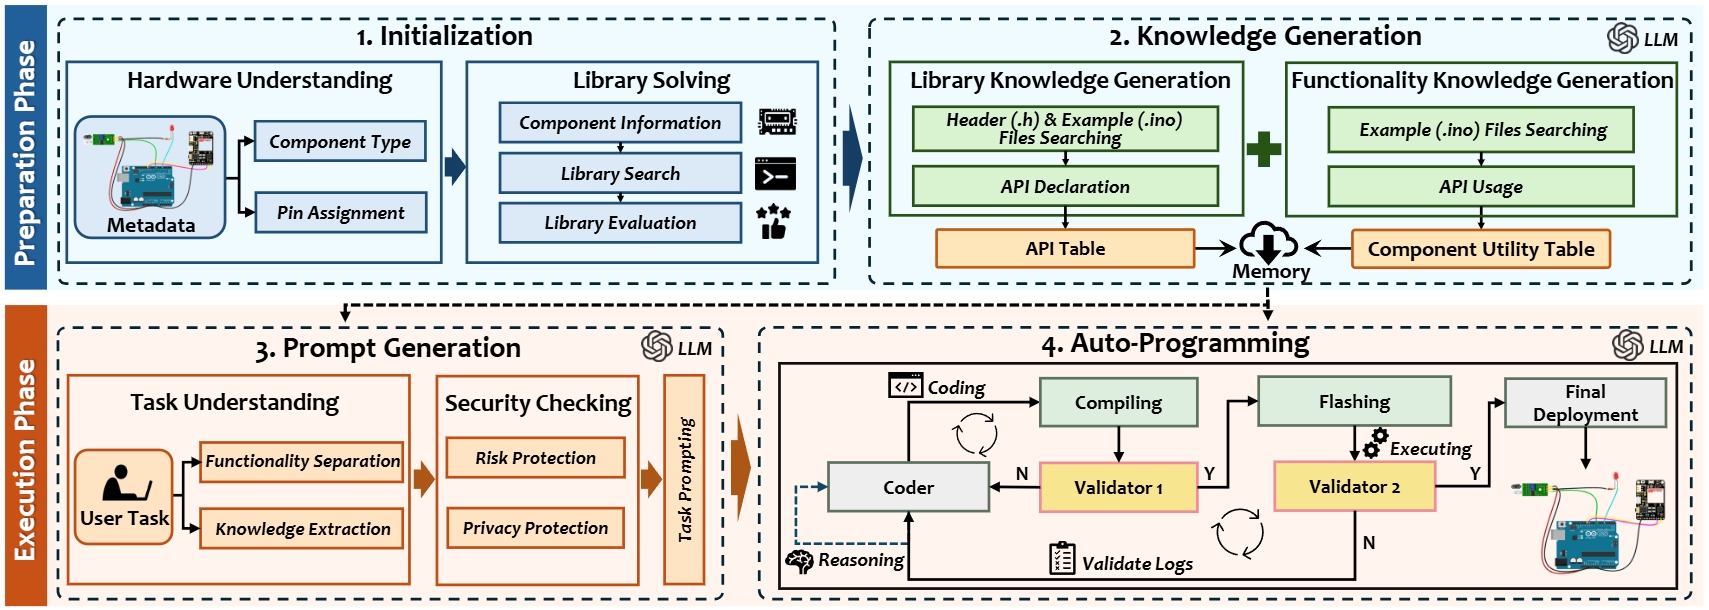 Preparation Phase
1. Initialization
Hardware Understanding
Metadata
Component Type
Pin Assignment
Library Solving
Component Information
Library Search
Library Evaluation
2. Knowledge Generation
LLM
Library Knowledge Generation
Header (.h) & Example (.ino)
Files Searching
API Declaration
API Table
Functionality Knowledge Generation
Example (.ino) Files Searching
API Usage
Component Utility Table
Memory
Execution Phase
3. Prompt Generation
LLM
Task Understanding
User Task
Functionality Separation
Knowledge Extraction
Security Checking
Risk Protection
Privacy Protection
Task Prompting
4. Auto-Programming
LLM
Coding
Compiling
Flashing
Final
Deployment
Executing
Coder
N
Validator 1
Y
Validator 2
Y
N
Reasoning
Validate Logs